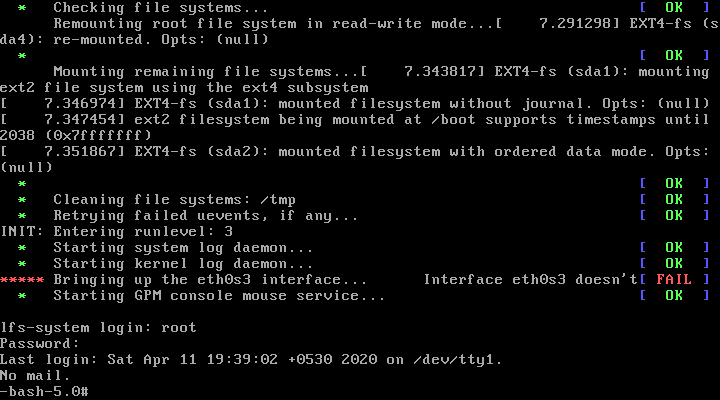 *   Checking file systems...                                              [  OK  ]
    Remounting root file system in read-write mode...[    7.291298] EXT4-fs (s
da4): re-mounted. Opts: (null)
*                                                                         [  OK  ]
    Mounting remaining file systems...[    7.343817] EXT4-fs (sda1): mounting
ext2 file system using the ext4 subsystem
[    7.346974] EXT4-fs (sda1): mounted filesystem without journal. Opts: (null)
[    7.347454] ext2 filesystem being mounted at /boot supports timestamps until
2038 (0x7fffffff)
[    7.351867] EXT4-fs (sda2): mounted filesystem with ordered data mode. Opts:
(null)
*                                                                         [  OK  ]
*   Cleaning file systems: /tmp                                           [  OK  ]
*   Retrying failed uevents, if any...                                    [  OK  ]
INIT: Entering runlevel: 3
*   Starting system log daemon...                                         [  OK  ]
*   Starting kernel log daemon...                                         [  OK  ]
***** Bringing up the eth0s3 interface...       Interface eth0s3 doesn't[ FAIL ]
*   Starting GPM console mouse service...                                 [  OK  ]
lfs-system login: root
Password:
Last login: Sat Apr 11 19:39:02 +0530 2020 on /dev/tty1.
No mail.
-bash-5.0#